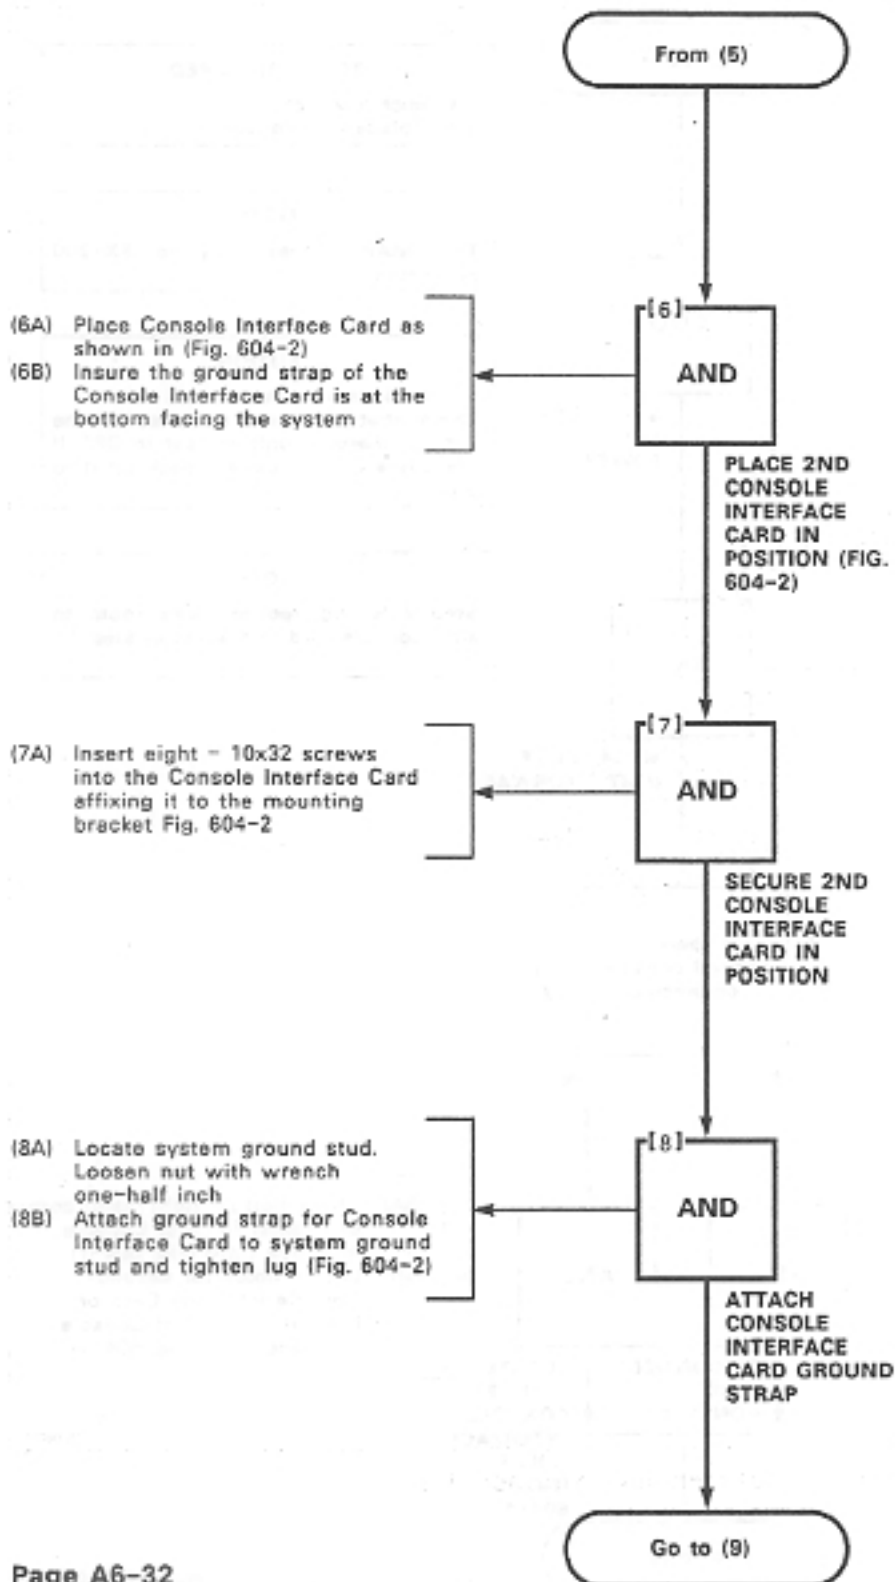 From (5)
[6]
(6A) Place Console Interface Card as
shown in (Fig. 604-2)
(6B) Insure the ground strap of the
Console Interface Card is at the
bottom facing the system
AND
PLACE 2ND
CONSOLE
INTERFACE
CARD IN
POSITION (FIG.
604-2)
[7]
(7A) Insert eight - 10x32 screws
into the Console Interface Card
affixing it to the mounting
bracket Fig. 604-2
AND
SECURE 2ND
CONSOLE
INTERFACE
CARD IN
POSITION
[8]
(8A) Locate system ground stud.
Loosen nut with wrench
one-half inch
(8B) Attach ground strap for Console
Interface Card to system ground
stud and tighten lug (Fig. 604-2)
AND
ATTACH
CONSOLE
INTERFACE
CARD GROUND
STRAP
Go to (9)
Page A6-32